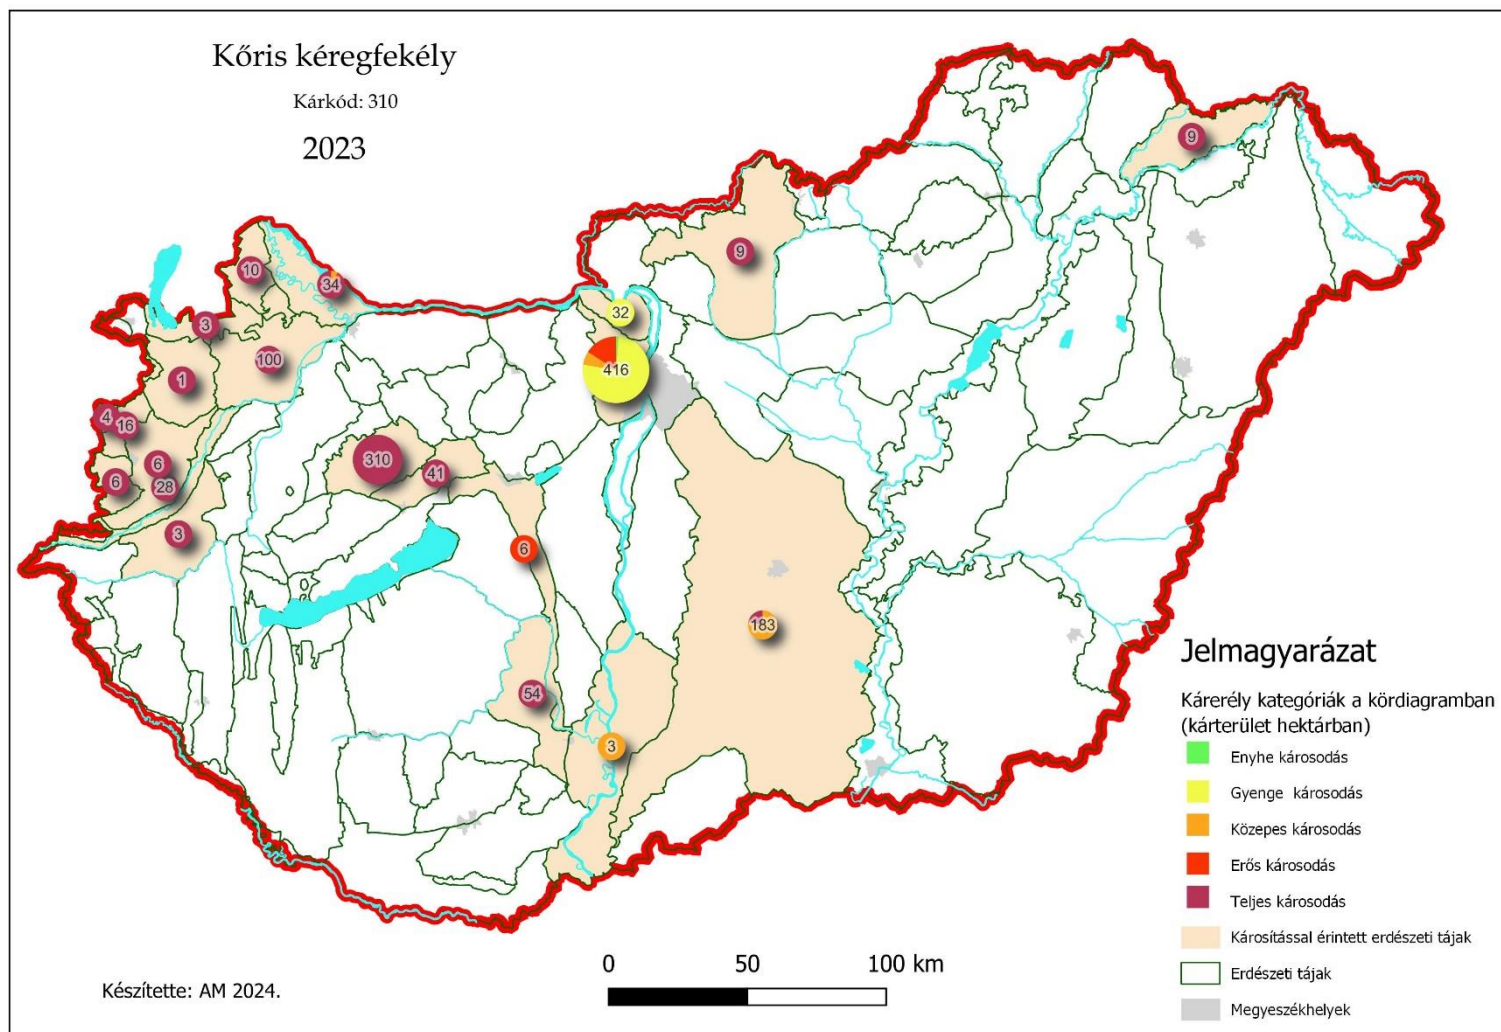 Kőris kéregfekély
Kárkód: 310
2023
9
9
10
34
3
32
100
416
1
4
16
310
6
41
6
28
3
6
183
54
3
Jelmagyarázat
Kárerély kategóriák a kördiagramban
(kárterület hektárban)
Enyhe károsodás
Gyenge károsodás
Közepes károsodás
Erős károsodás
Teljes károsodás
Károsítással érintett erdészeti tájak
Erdészeti tájak
Megyeszékhelyek
0 50 100 km
Készítette: AM 2024.